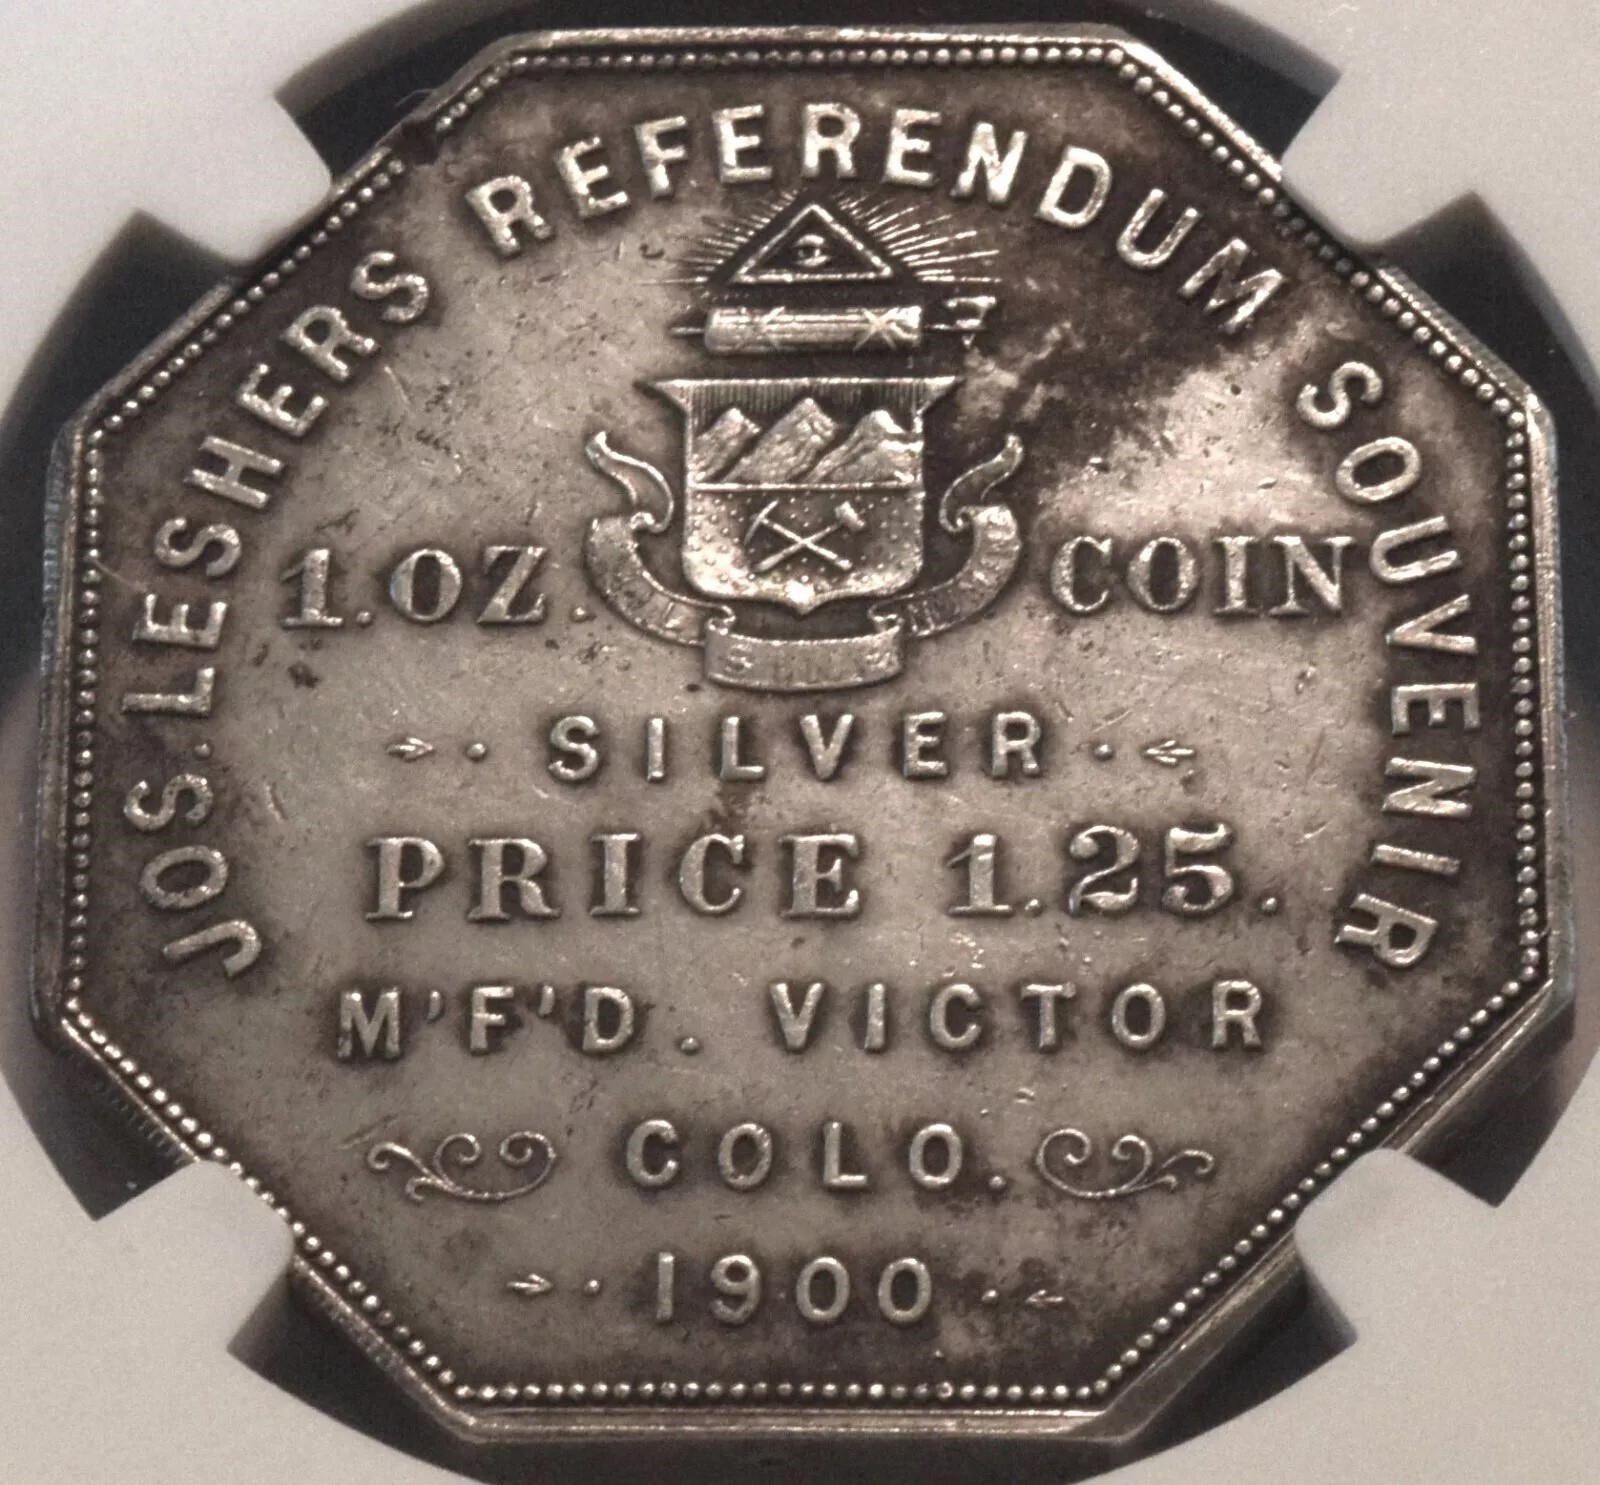 JOS. LESHERS REFERENDUM SOUVENIR
1.OZ. COIN
SILVER
PRICE 1.25.
M'F'D. VICTOR
COLO.
1900